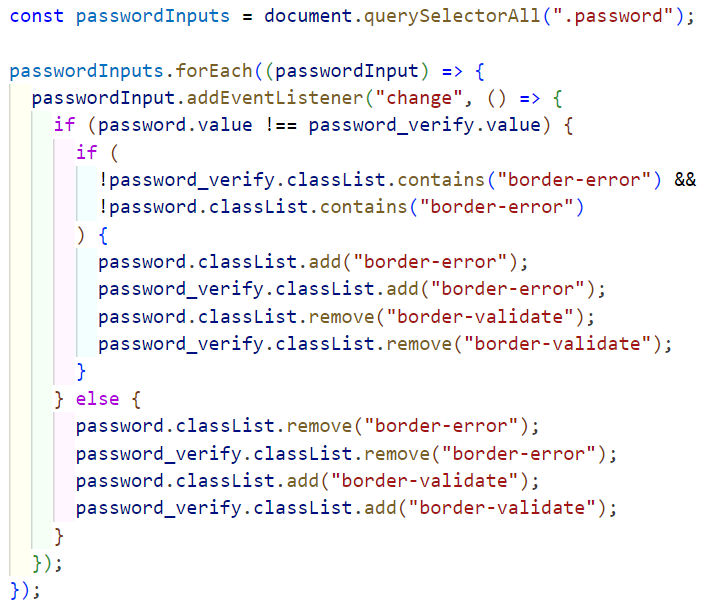 const passwordInputs = document.querySelectorAll(".password");

passwordInputs.forEach((passwordInput) => {
  passwordInput.addEventListener("change", () => {
    if (password.value !== password_verify.value) {
      if (
        !password_verify.classList.contains("border-error") &&
        !password.classList.contains("border-error")
      ) {
        password.classList.add("border-error");
        password_verify.classList.add("border-error");
        password.classList.remove("border-validate");
        password_verify.classList.remove("border-validate");
      }
    } else {
      password.classList.remove("border-error");
      password_verify.classList.remove("border-error");
      password.classList.add("border-validate");
      password_verify.classList.add("border-validate");
    }
  });
});